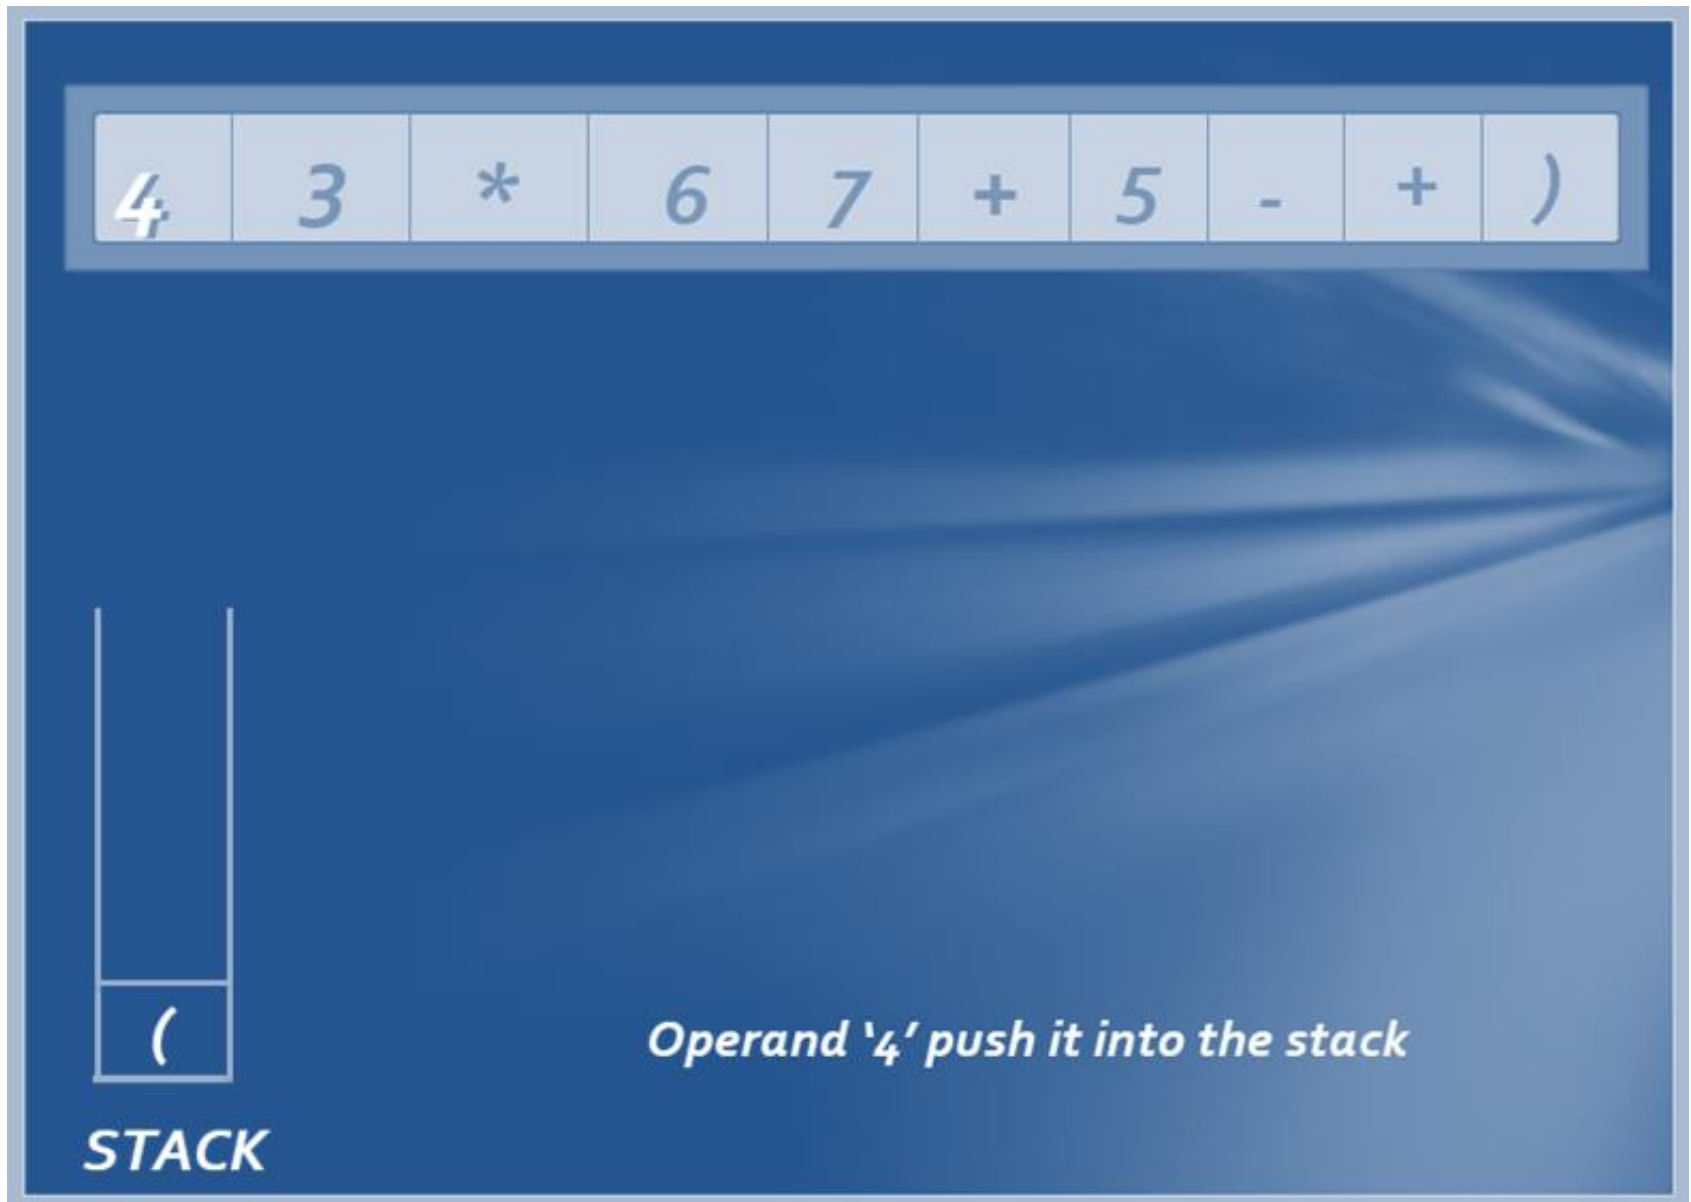 4 3 * 6 7 + 5 - + )
(
Operand ‘4’ push it into the stack
STACK